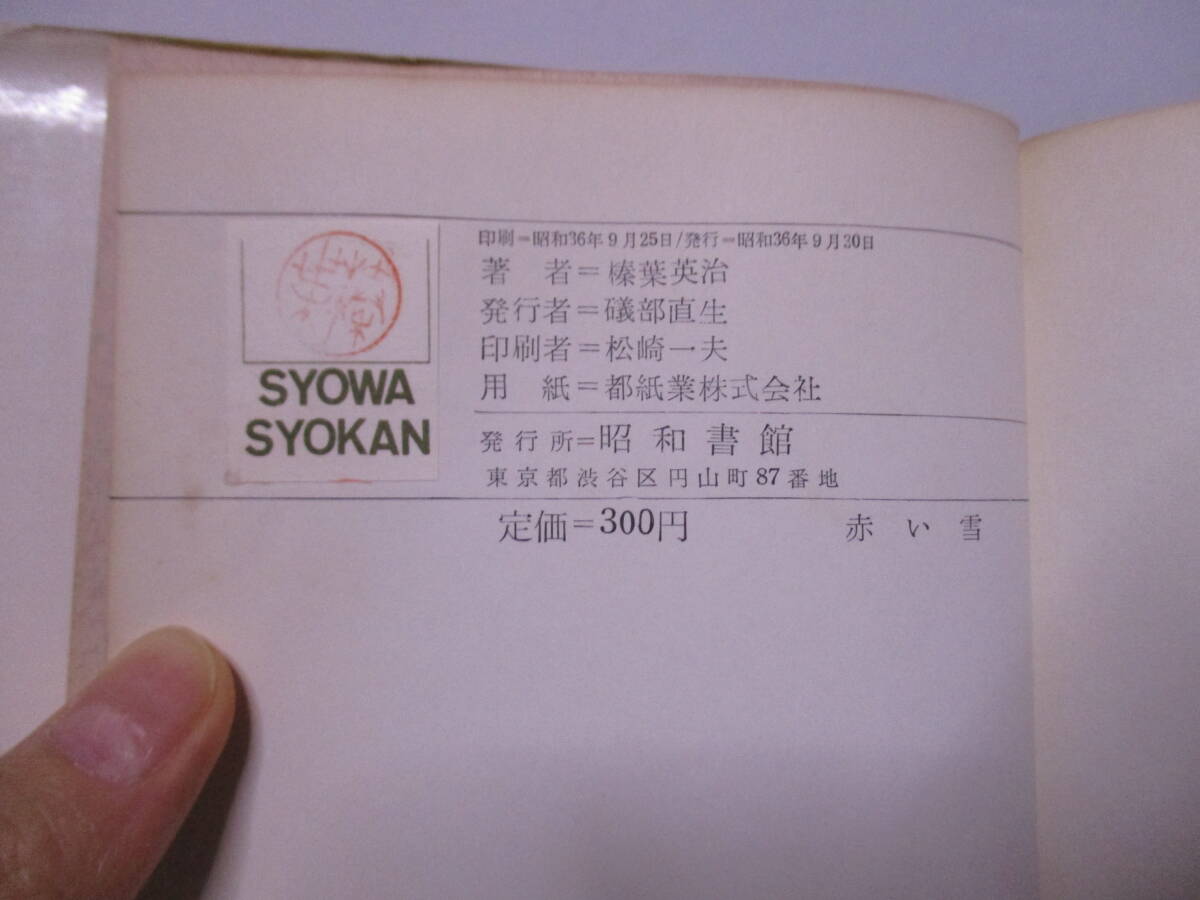 印刷=昭和36年9月25日/発行=昭和36年9月30日
著 者=榛葉英治
発行者=礒部直生
印刷者=松崎一夫
用 紙=都紙業株式会社
発行所=昭和書館
東京都渋谷区円山町87番地
定価=300円 赤い雪
SYOWA
SYOKAN